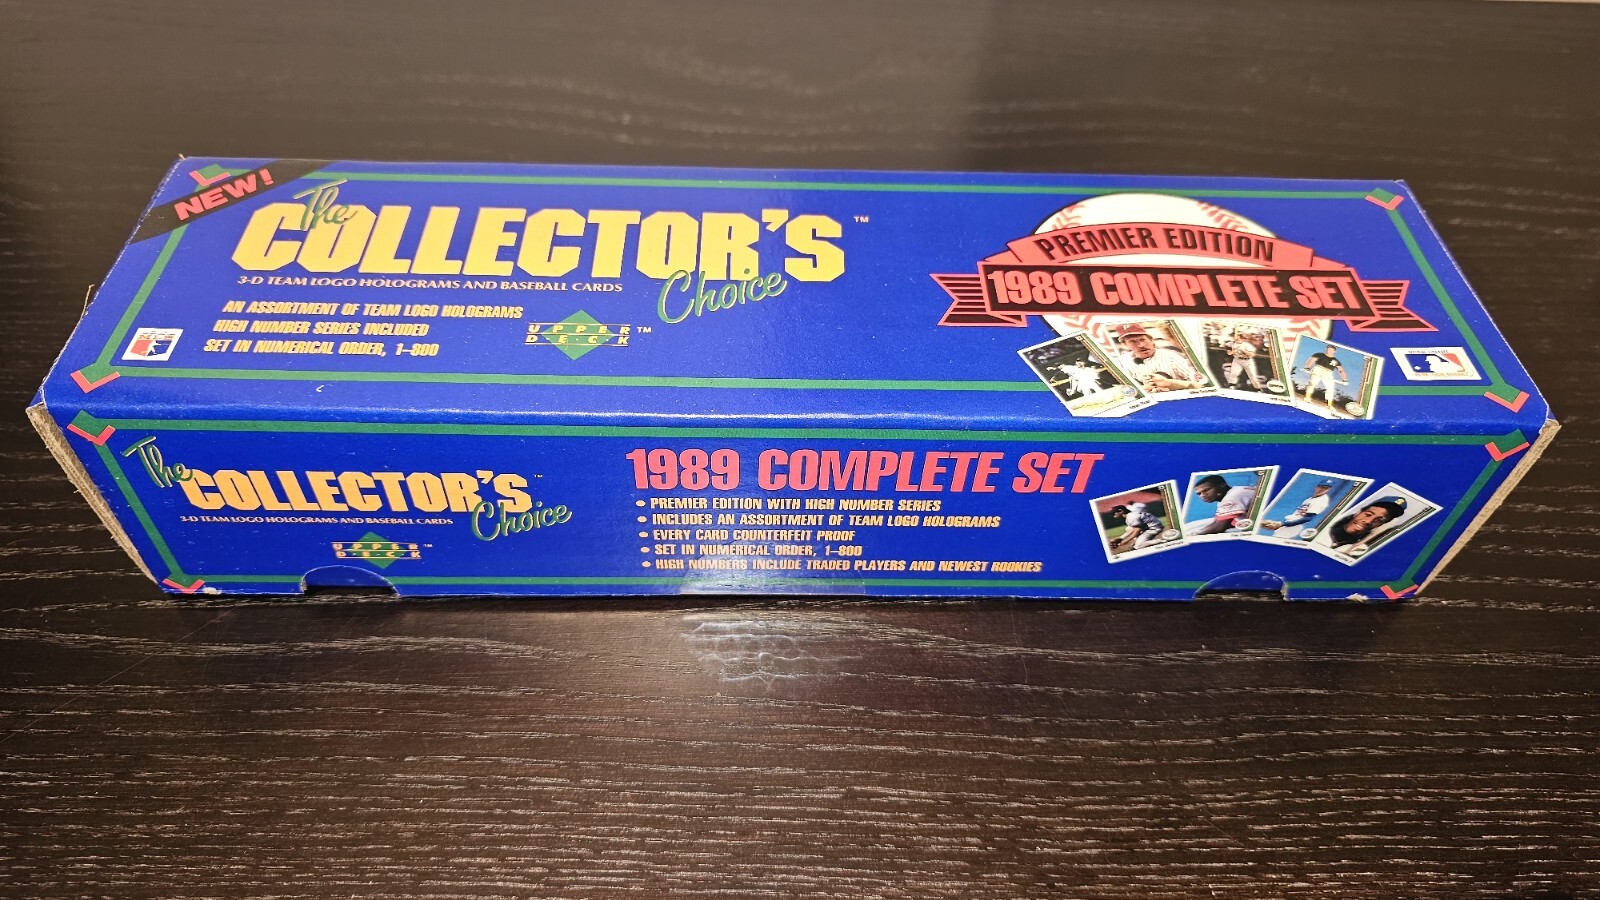 NEW!
The
COLLECTOR'S™
Choice
3-D TEAM LOGO HOLOGRAMS AND BASEBALL CARDS
AN ASSORTMENT OF TEAM LOGO HOLOGRAMS
HIGH NUMBER SERIES INCLUDED
SET IN NUMERICAL ORDER, 1-800
UPPER™
D·E·C·K
PREMIER EDITION
1989 COMPLETE SET
The
COLLECTOR'S™
Choice
3-D TEAM LOGO HOLOGRAMS AND BASEBALL CARDS
UPPER™
D·E·C·K
1989 COMPLETE SET
• PREMIER EDITION WITH HIGH NUMBER SERIES
• INCLUDES AN ASSORTMENT OF TEAM LOGO HOLOGRAMS
• EVERY CARD COUNTERFEIT PROOF
• SET IN NUMERICAL ORDER, 1-800
• HIGH NUMBERS INCLUDE TRADED PLAYERS AND NEWEST ROOKIES